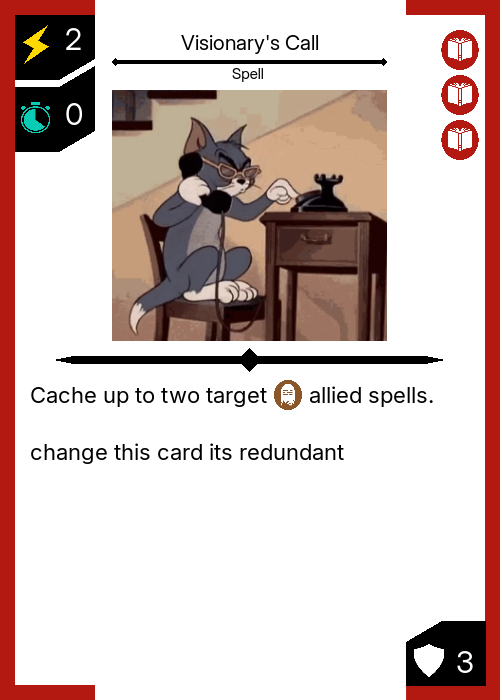 2
Visionary's Call
Spell
0
Cache up to two target allied spells.
change this card its redundant
3